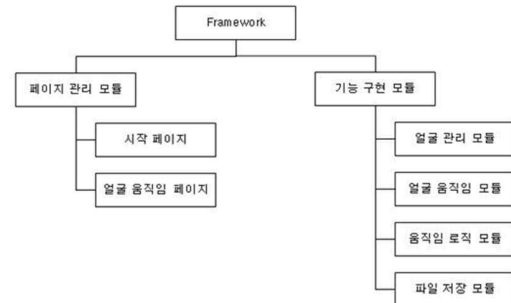 Framework
페이지 관리 모듈
기능 구현 모듈
시작 페이지
얼굴 움직임 페이지
얼굴 관리 모듈
얼굴 움직임 모듈
움직임 로직 모듈
파일 저장 모듈